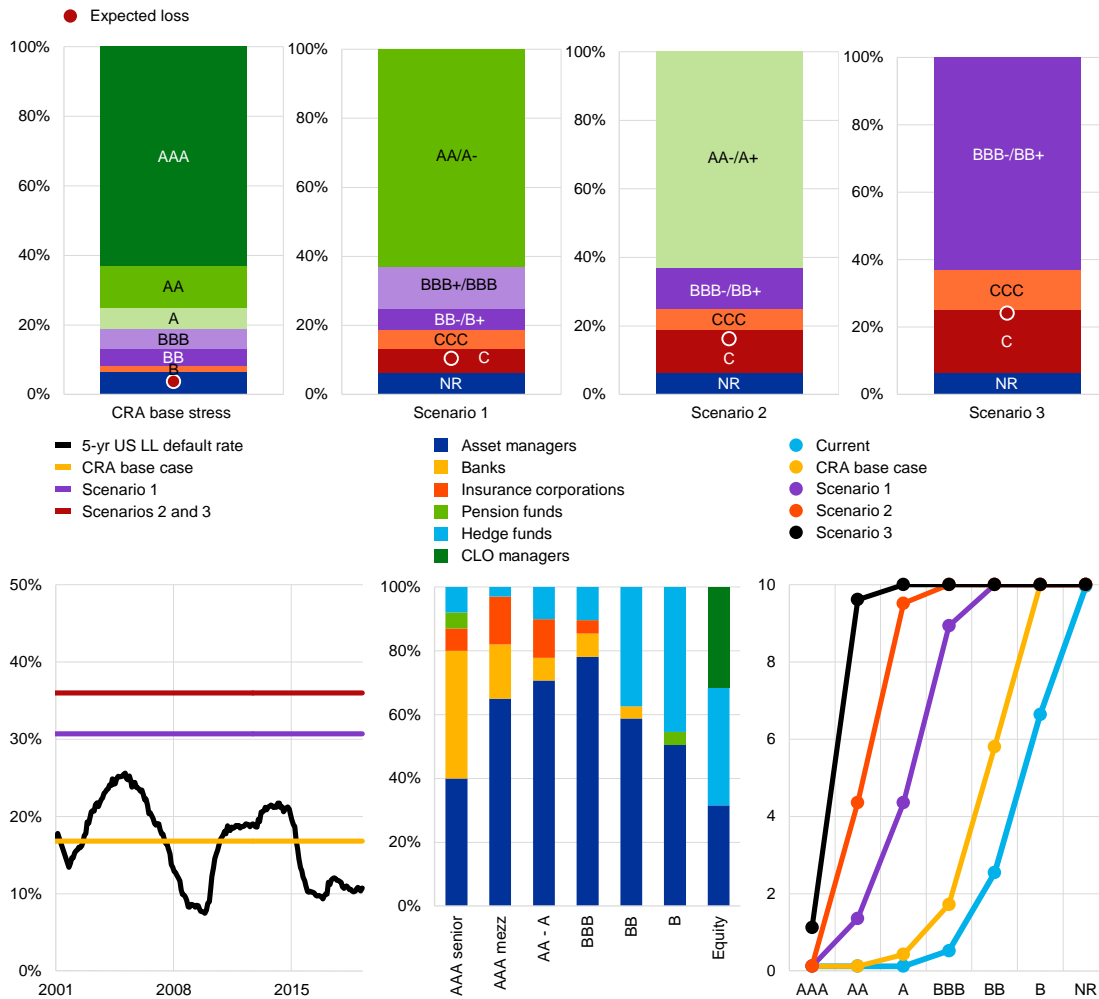 Expected loss
100%
80%
60%
40%
20%
0%
AAA
AA
A
BBB
BB
B
CRA base stress
100%
80%
60%
40%
20%
0%
AA/A-
BBB+/BBB
BB-/B+
CCC
C
NR
Scenario 1
100%
80%
60%
40%
20%
0%
AA-/A+
BBB-/BB+
CCC
C
NR
Scenario 2
100%
80%
60%
40%
20%
0%
BBB-/BB+
CCC
C
NR
Scenario 3
5-yr US LL default rate
CRA base case
Scenario 1
Scenarios 2 and 3
50%
40%
30%
20%
10%
0%
2001 2008 2015
Asset managers
Banks
Insurance corporations
Pension funds
Hedge funds
CLO managers
100%
80%
60%
40%
20%
0%
AAA senior
AAA mezz
AA - A
BBB
BB
B
Equity
Current
CRA base case
Scenario 1
Scenario 2
Scenario 3
10
8
6
4
2
0
AAA AA A BBB BB B NR